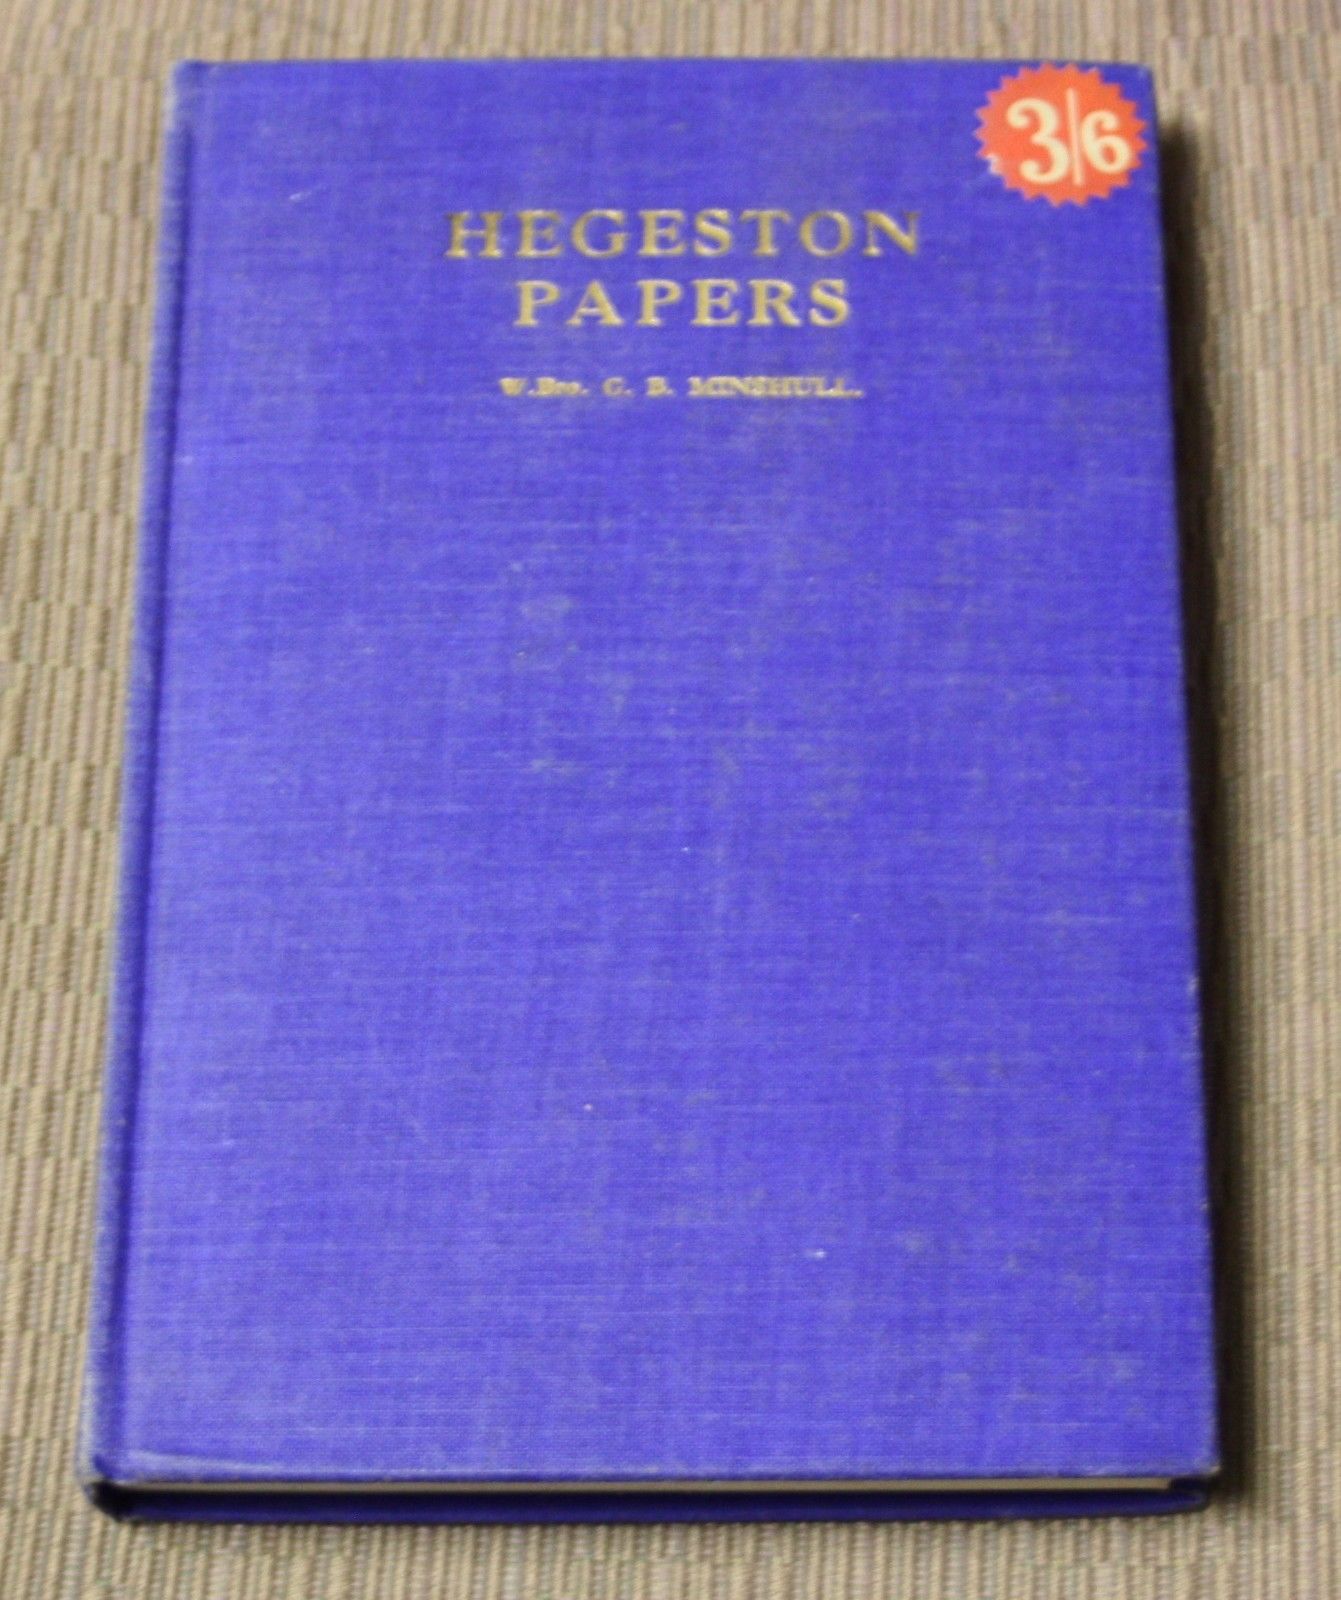 3/6
HEGESTON
PAPERS
W.Bro. G. B. MINSHULL.